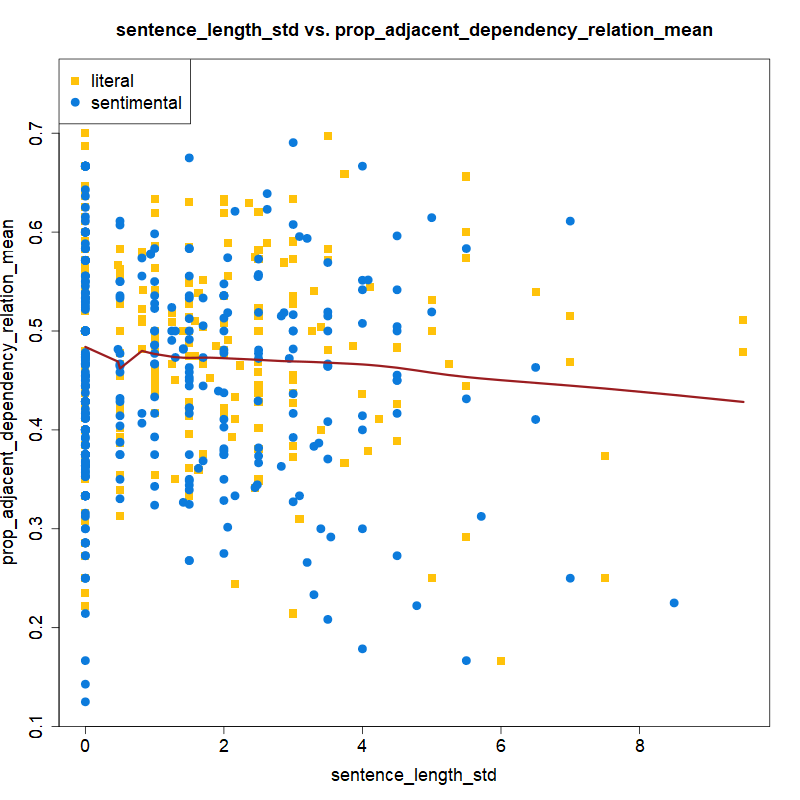 sentence_length_std vs. prop_adjacent_dependency_relation_mean
literal
sentimental
prop_adjacent_dependency_relation_mean
0.7
0.6
0.5
0.4
0.3
0.2
0.1
0 2 4 6 8
sentence_length_std